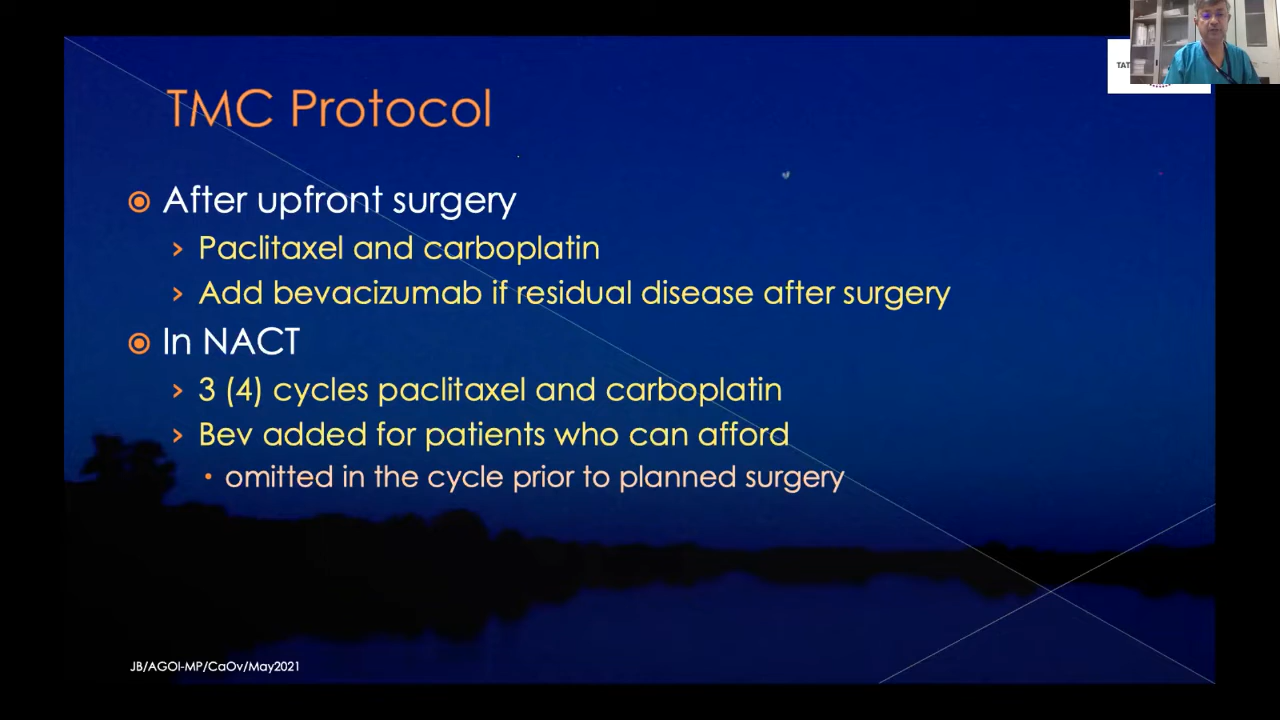 TMC Protocol
After upfront surgery
Paclitaxel and carboplatin
Add bevacizumab if residual disease after surgery
In NACT
3 (4) cycles paclitaxel and carboplatin
Bev added for patients who can afford
omitted in the cycle prior to planned surgery
JB/AGOI-MP/CaOv/May2021